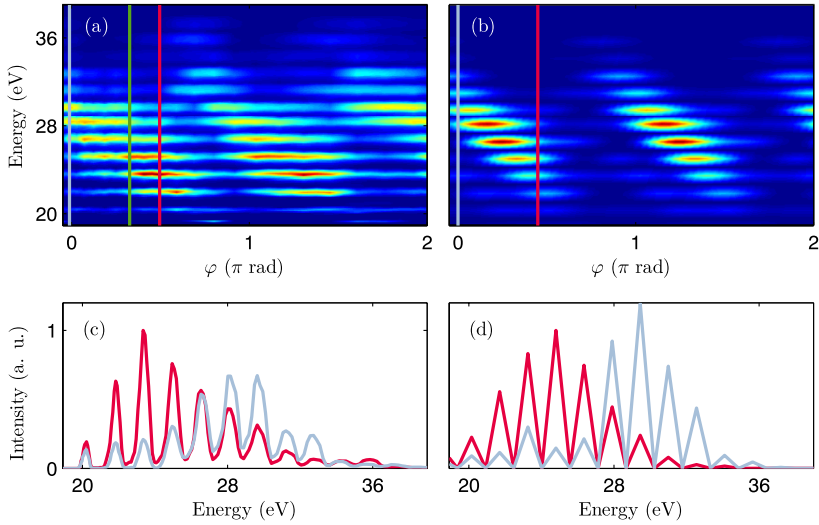 (a)
(b)
Energy (eV)
36
28
20
0
1
2
0
1
2
φ (π rad)
φ (π rad)
(c)
(d)
Intensity (a. u.)
1
0
20
28
36
20
28
36
Energy (eV)
Energy (eV)